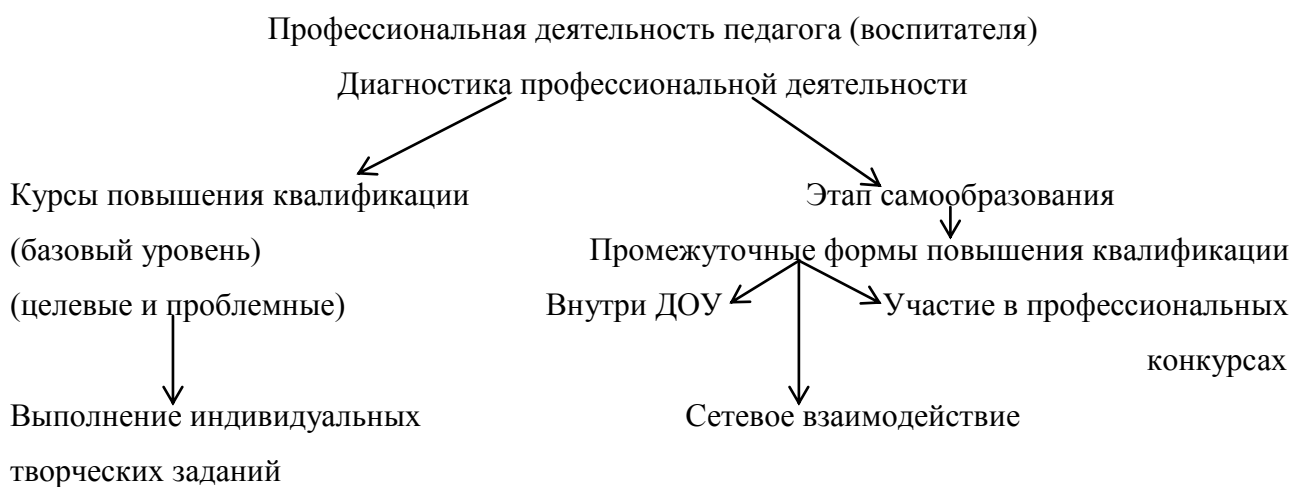 Профессиональная деятельность педагога (воспитателя)
Диагностика профессиональной деятельности
Курсы повышения квалификации
(базовый уровень)
(целевые и проблемные)
Выполнение индивидуальных
творческих заданий
Этап самообразования
Промежуточные формы повышения квалификации
Внутри ДОУ
Участие в профессиональных
конкурсах
Сетевое взаимодействие